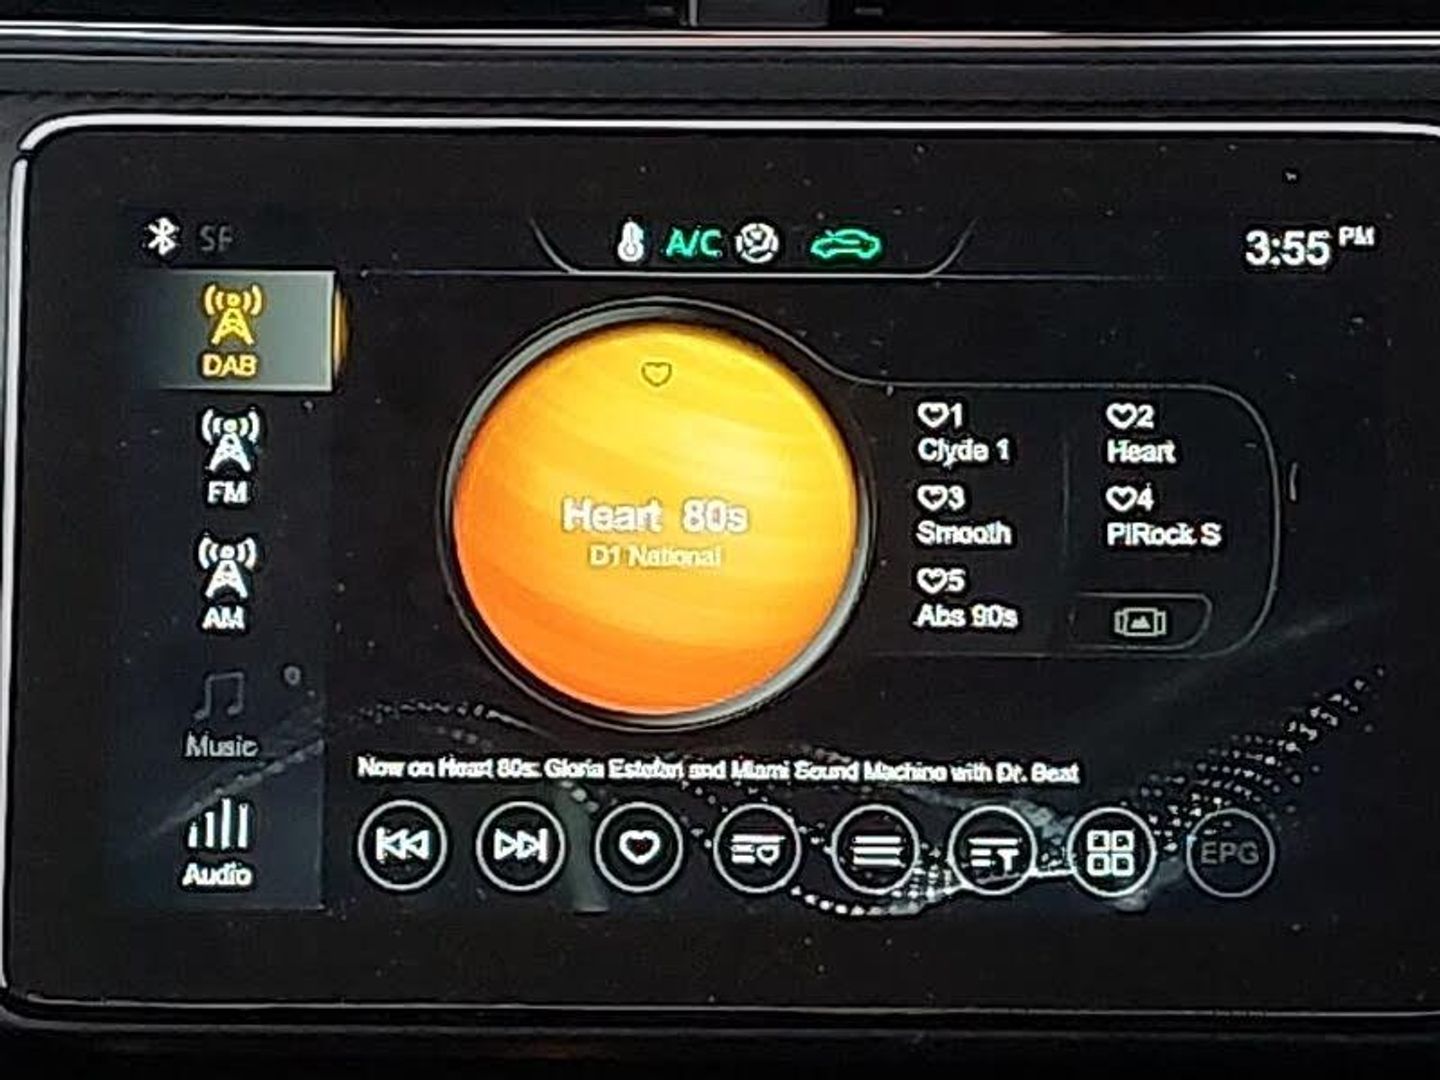 SF
A/C
3:55 PM
DAB
FM
AM
Music
Audio
Heart 80s
D1 National
1
Clyde 1
2
Heart
3
Smooth
4
PlRock S
5
Abs 90s
Now on Heart 80s: Gloria Estefan and Miami Sound Machine with Dr. Beat
EPG